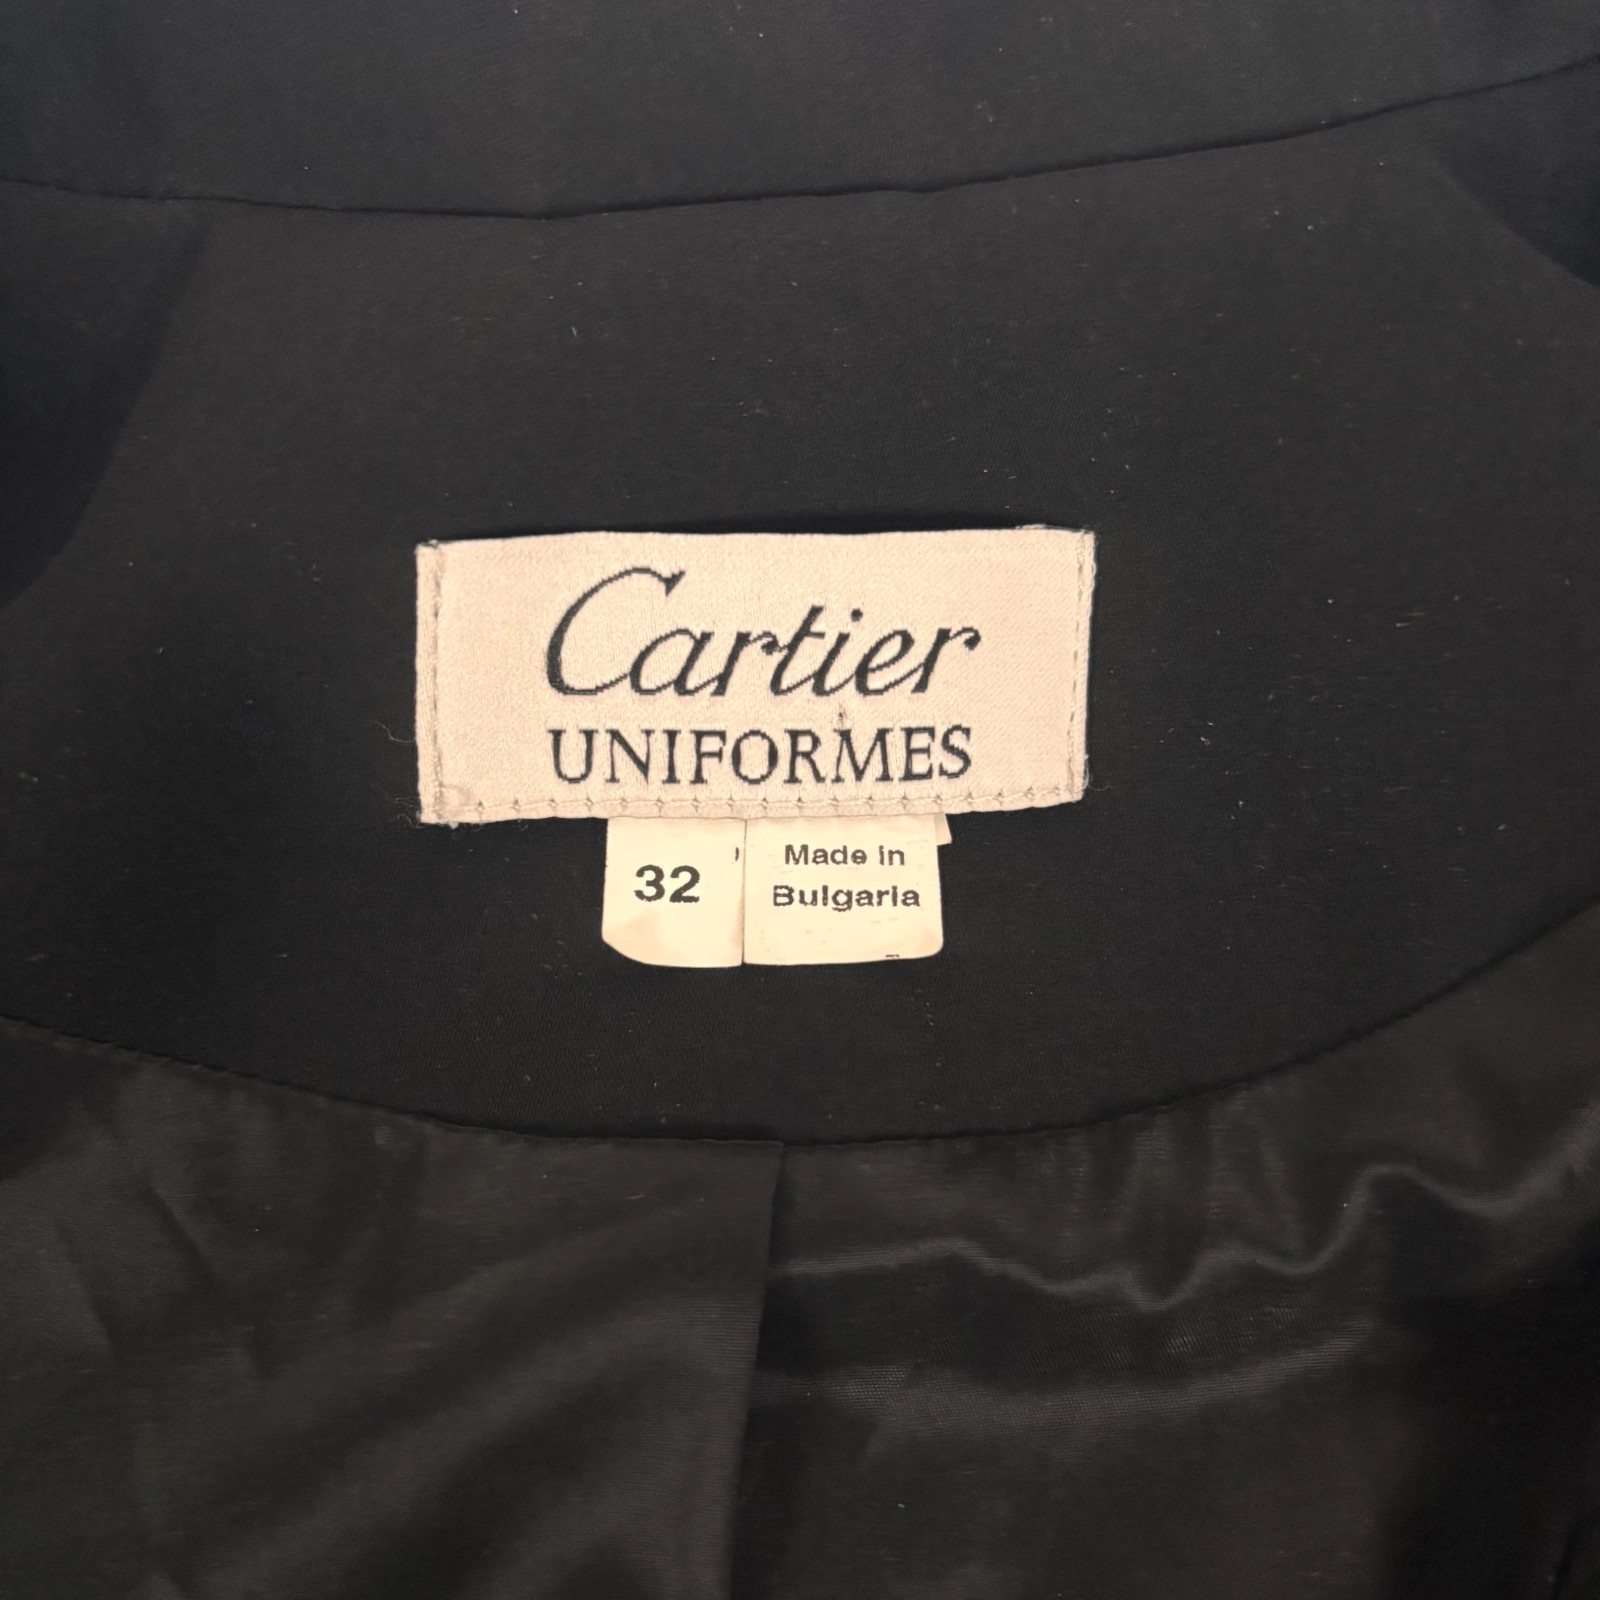 Cartier
UNIFORMES
32
Made in
Bulgaria